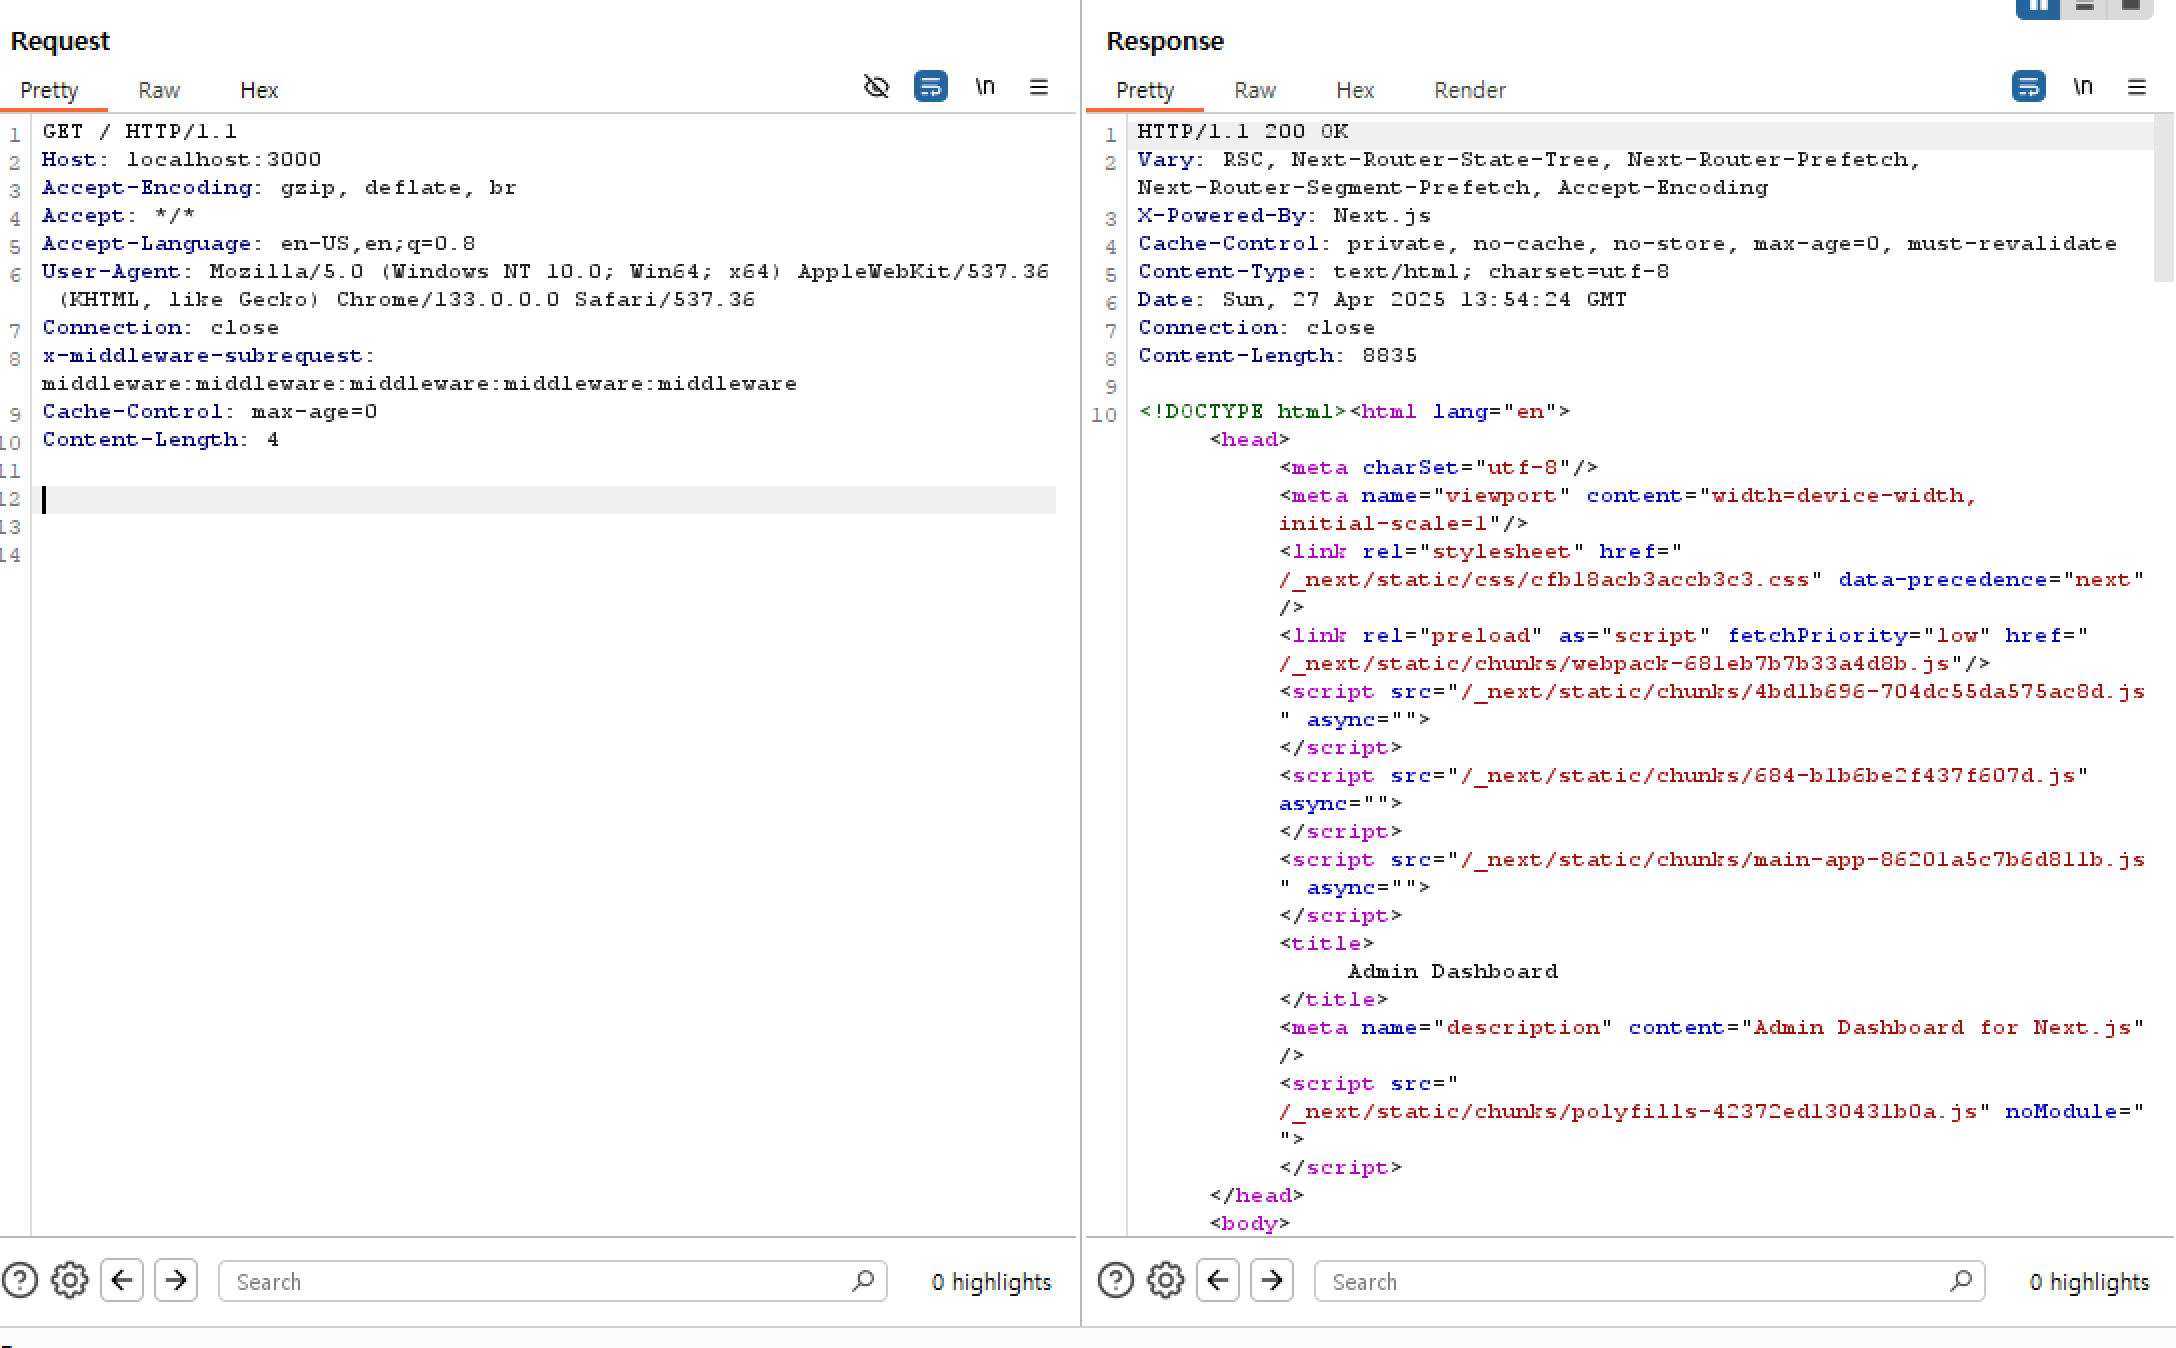 Request
Pretty Raw Hex \n
1 GET / HTTP/1.1
2 Host: localhost:3000
3 Accept-Encoding: gzip, deflate, br
4 Accept: */*
5 Accept-Language: en-US,en;q=0.8
6 User-Agent: Mozilla/5.0 (Windows NT 10.0; Win64; x64) AppleWebKit/537.36
(KHTML, like Gecko) Chrome/133.0.0.0 Safari/537.36
7 Connection: close
8 x-middleware-subrequest:
middleware:middleware:middleware:middleware:middleware
9 Cache-Control: max-age=0
10 Content-Length: 4
11
12
13
14
Search 0 highlights
Response
Pretty Raw Hex Render \n
1 HTTP/1.1 200 OK
2 Vary: RSC, Next-Router-State-Tree, Next-Router-Prefetch,
Next-Router-Segment-Prefetch, Accept-Encoding
3 X-Powered-By: Next.js
4 Cache-Control: private, no-cache, no-store, max-age=0, must-revalidate
5 Content-Type: text/html; charset=utf-8
6 Date: Sun, 27 Apr 2025 13:54:24 GMT
7 Connection: close
8 Content-Length: 8835
9
10 <!DOCTYPE html><html lang="en">
<head>
<meta charSet="utf-8"/>
<meta name="viewport" content="width=device-width,
initial-scale=1"/>
<link rel="stylesheet" href="
/_next/static/css/cfb18acb3accb3c3.css" data-precedence="next"
/>
<link rel="preload" as="script" fetchPriority="low" href="
/_next/static/chunks/webpack-681eb7b7b33a4d8b.js"/>
<script src="/_next/static/chunks/4bd1b696-704dc55da575ac8d.js
" async="">
</script>
<script src="/_next/static/chunks/684-b1b6be2f437f607d.js"
async="">
</script>
<script src="/_next/static/chunks/main-app-86201a5c7b6d811b.js
" async="">
</script>
<title>
Admin Dashboard
</title>
<meta name="description" content="Admin Dashboard for Next.js"
/>
<script src="
/_next/static/chunks/polyfills-42372ed130431b0a.js" noModule="
">
</script>
</head>
<body>
Search 0 highlights